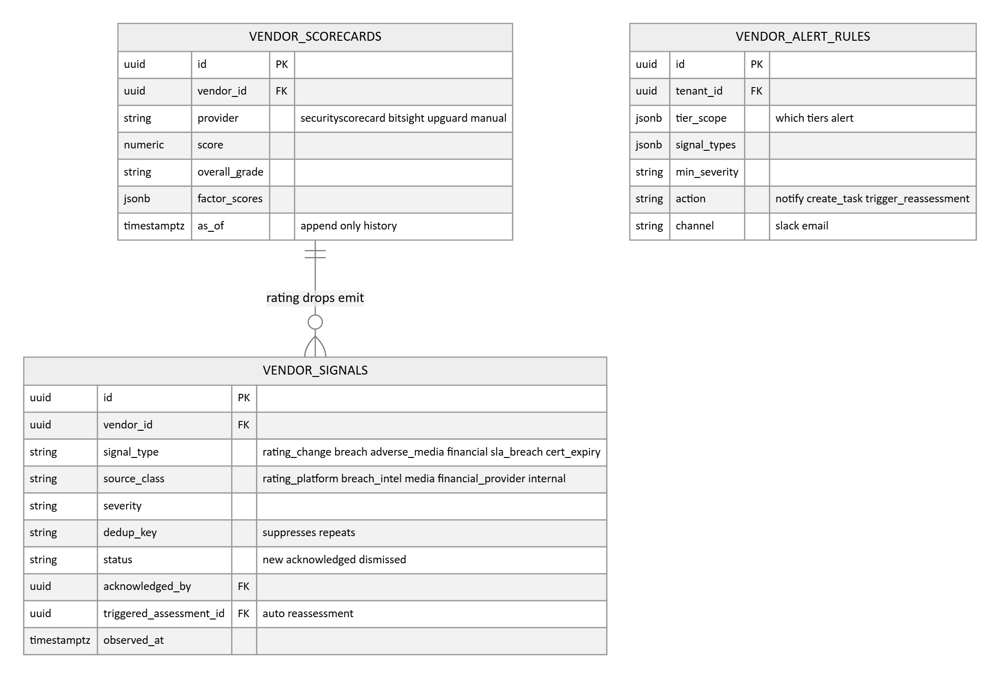 VENDOR_SCORECARDS
uuid id PK
uuid vendor_id FK
string provider securityscorecard bitsight upguard manual
numeric score
string overall_grade
jsonb factor_scores
timestamptz as_of append only history
VENDOR_ALERT_RULES
uuid id PK
uuid tenant_id FK
jsonb tier_scope which tiers alert
jsonb signal_types
string min_severity
string action notify create_task trigger_reassessment
string channel slack email
rating drops emit
VENDOR_SIGNALS
uuid id PK
uuid vendor_id FK
string signal_type rating_change breach adverse_media financial sla_breach cert_expiry
string source_class rating_platform breach_intel media financial_provider internal
string severity
string dedup_key suppresses repeats
string status new acknowledged dismissed
uuid acknowledged_by FK
uuid triggered_assessment_id FK auto reassessment
timestamptz observed_at